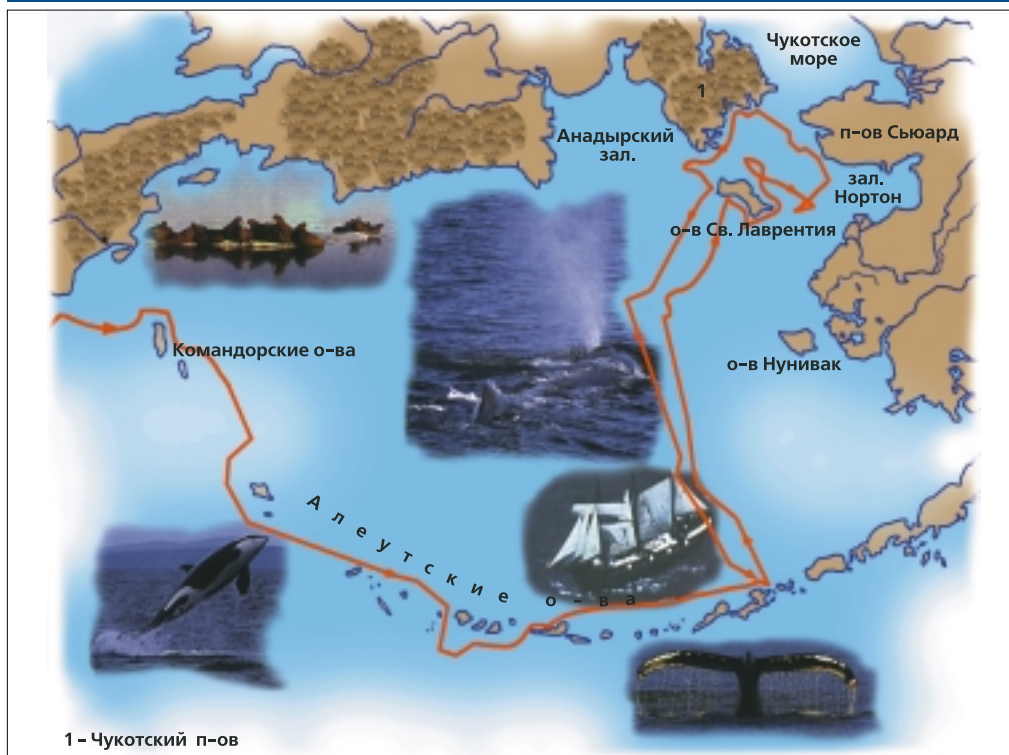 Чукотское
море
1
п-ов Сьюард
Анадырский
зал.
зал.
Нортон
о-в Св. Лаврентия
Командорские о-ва
о-в Нунивак
Алеутские о-ва
1 – Чукотский п-ов